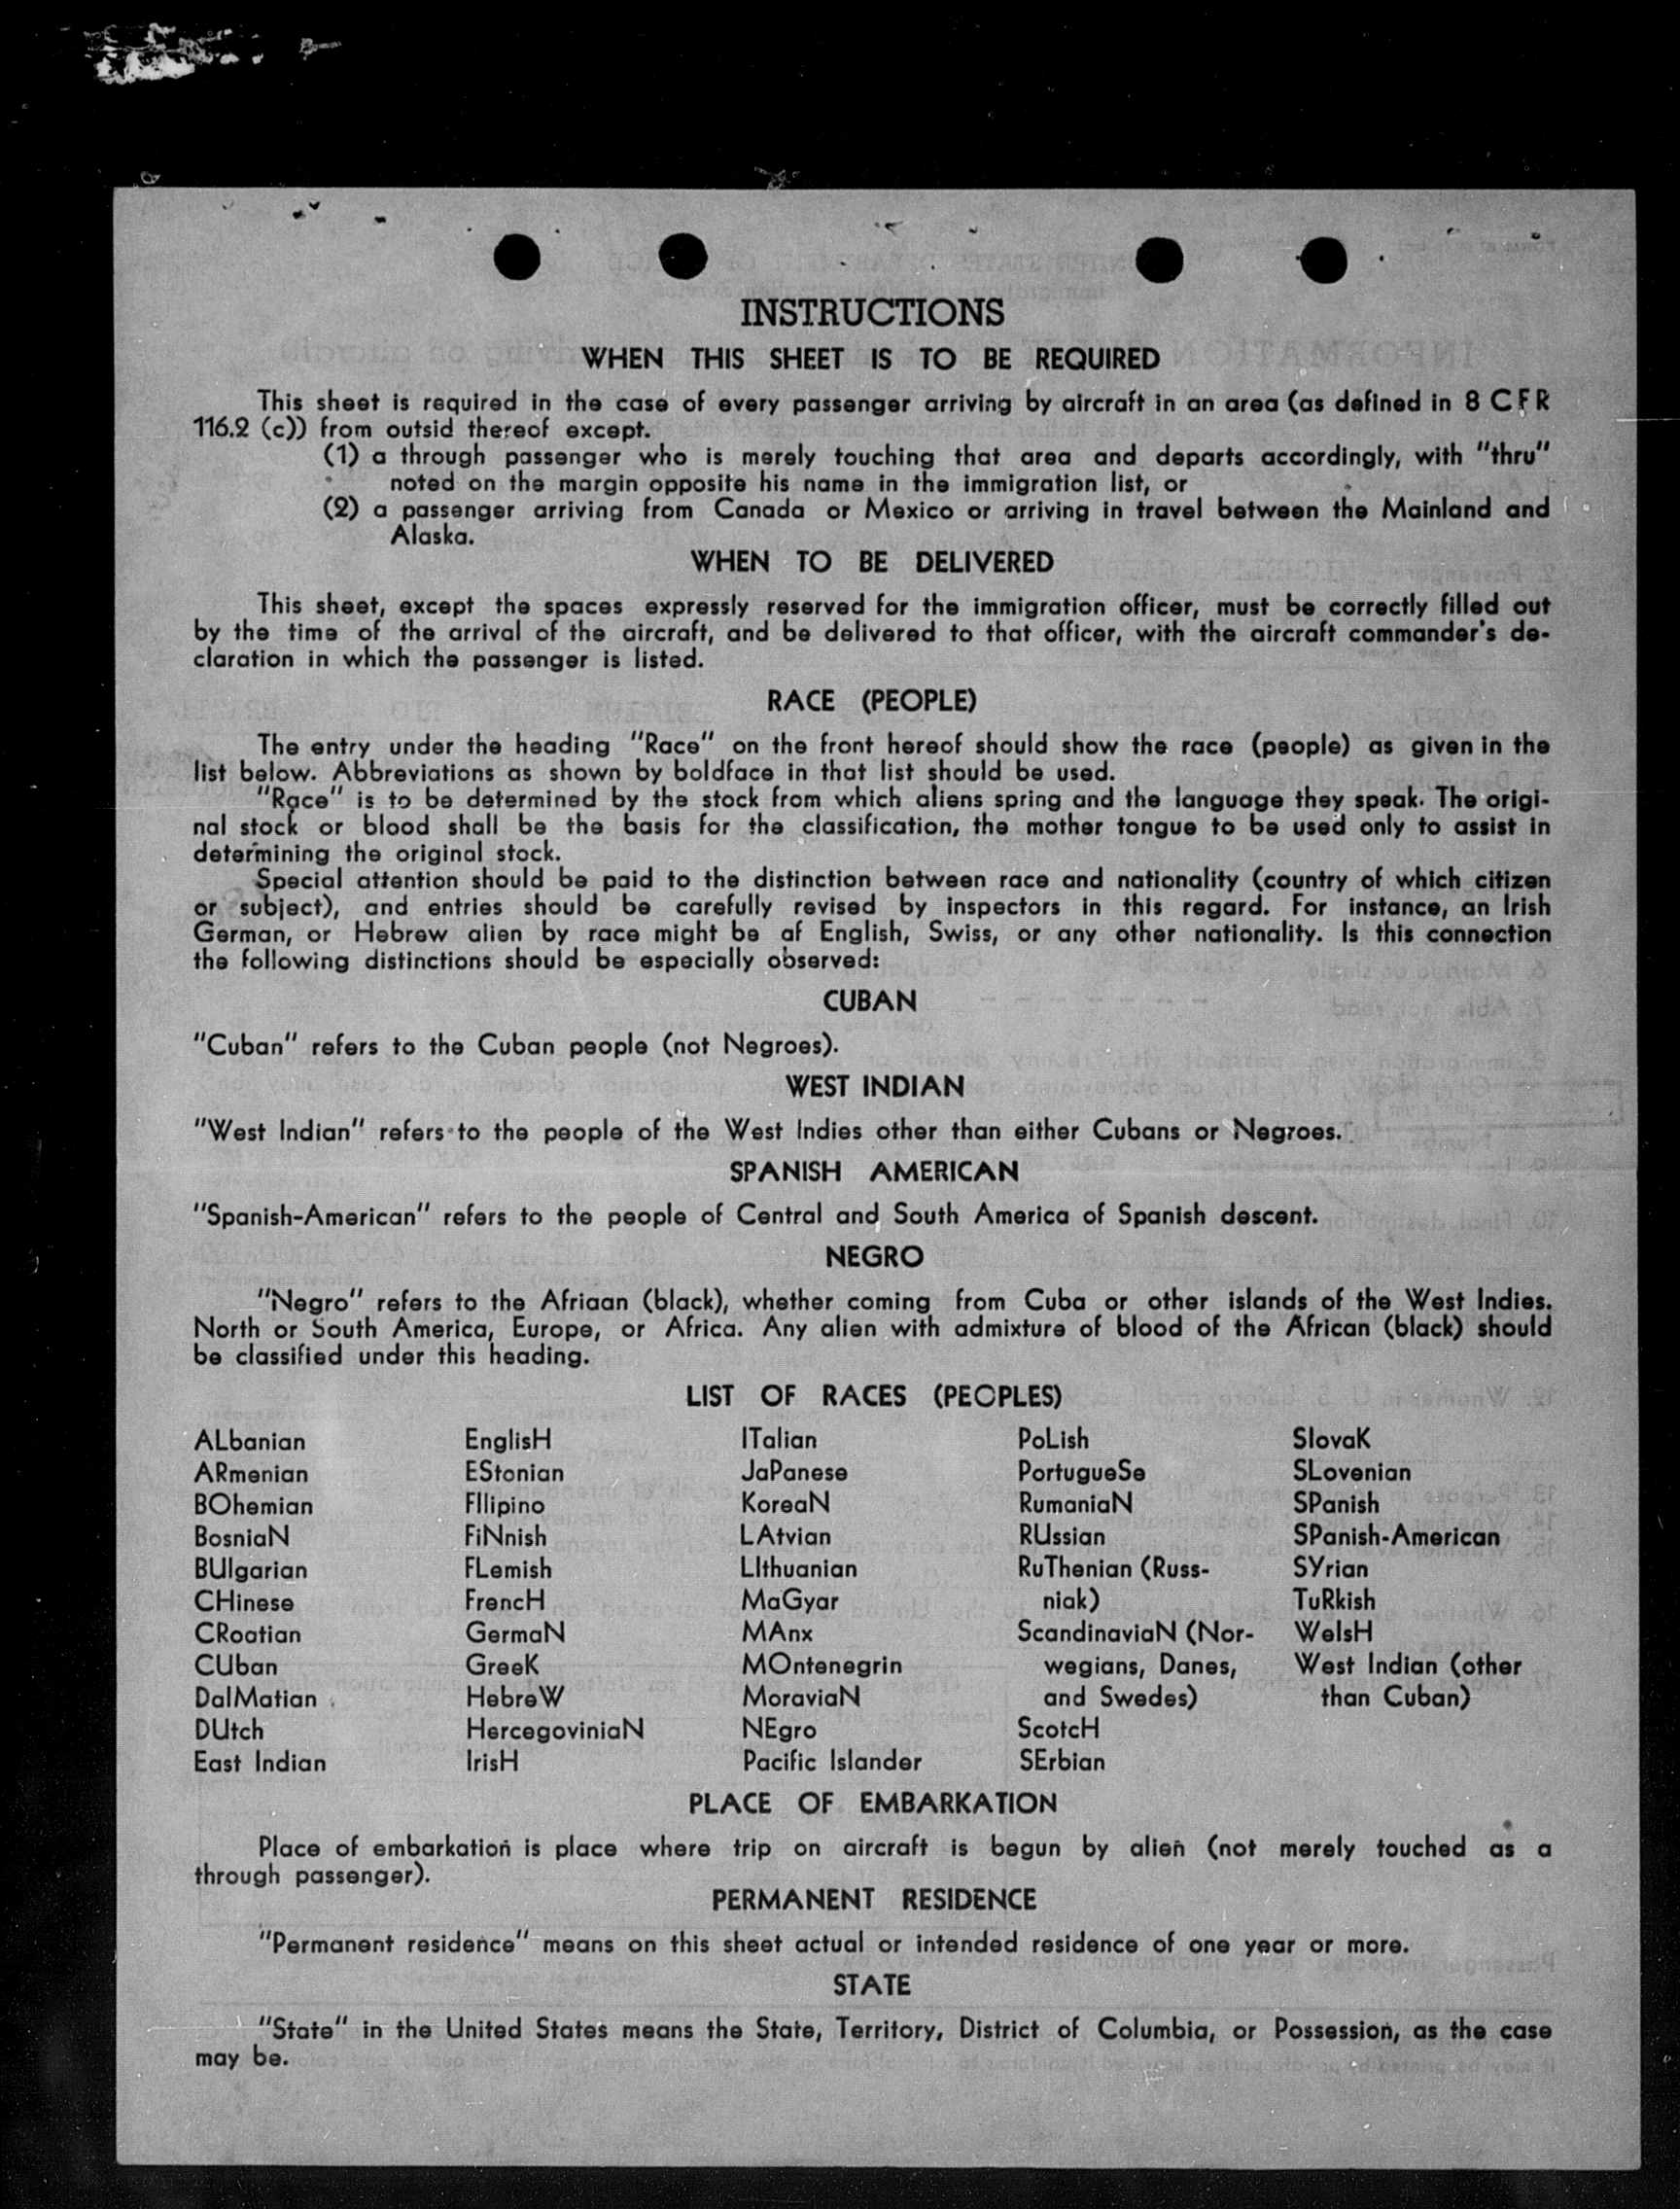 INSTRUCTIONS
WHEN THIS SHEET IS TO BE REQUIRED
This sheet is required in the case of every passenger arriving by aircraft in an area (as defined in 8 CFR
116.2 (c)) from outsid thereof except.
(1) a through passenger who is merely touching that area and departs accordingly, with "thru"
noted on the margin opposite his name in the immigration list, or
(2) a passenger arriving from Canada or Mexico or arriving in travel between the Mainland and
Alaska.
WHEN TO BE DELIVERED
This sheet, except the spaces expressly reserved for the immigration officer, must be correctly filled out
by the time of the arrival of the aircraft, and be delivered to that officer, with the aircraft commander's de-
claration in which the passenger is listed.
RACE (PEOPLE)
The entry under the heading "Race" on the front hereof should show the race (people) as given in the
list below. Abbreviations as shown by boldface in that list should be used.
"Race" is to be determined by the stock from which aliens spring and the language they speak. The origi-
nal stock or blood shall be the basis for the classification, the mother tongue to be used only to assist in
determining the original stock.
Special attention should be paid to the distinction between race and nationality (country of which citizen
or subject), and entries should be carefully revised by inspectors in this regard. For instance, an Irish
German, or Hebrew alien by race might be af English, Swiss, or any other nationality. Is this connection
the following distinctions should be especially observed:
CUBAN
"Cuban" refers to the Cuban people (not Negroes).
WEST INDIAN
"West Indian" refers to the people of the West Indies other than either Cubans or Negroes.
SPANISH AMERICAN
"Spanish-American" refers to the people of Central and South America of Spanish descent.
NEGRO
"Negro" refers to the Afriaan (black), whether coming from Cuba or other islands of the West Indies.
North or South America, Europe, or Africa. Any alien with admixture of blood of the African (black) should
be classified under this heading.
LIST OF RACES (PEOPLES)
ALbanian
ARmenian
BOhemian
BosniaN
BUlgarian
CHinese
CRoatian
CUban
DalMatian
DUtch
East Indian
EnglisH
EStonian
FIlipino
FiNnish
FLemish
FrencH
GermaN
GreeK
HebreW
HercegoviniaN
IrisH
ITalian
JaPanese
KoreaN
LAtvian
LIthuanian
MaGyar
MAnx
MOntenegrin
MoraviaN
NEgro
Pacific Islander
PoLish
PortugueSe
RumaniaN
RUssian
RuThenian (Russ-
niak)
ScandinaviaN (Nor-
wegians, Danes,
and Swedes)
ScotcH
SErbian
SlovaK
SLovenian
SPanish
SPanish-American
SYrian
TuRkish
WelsH
West Indian (other
than Cuban)
PLACE OF EMBARKATION
Place of embarkation is place where trip on aircraft is begun by alien (not merely touched as a
through passenger).
PERMANENT RESIDENCE
"Permanent residence" means on this sheet actual or intended residence of one year or more.
STATE
"State" in the United States means the State, Territory, District of Columbia, or Possession, as the case
may be.